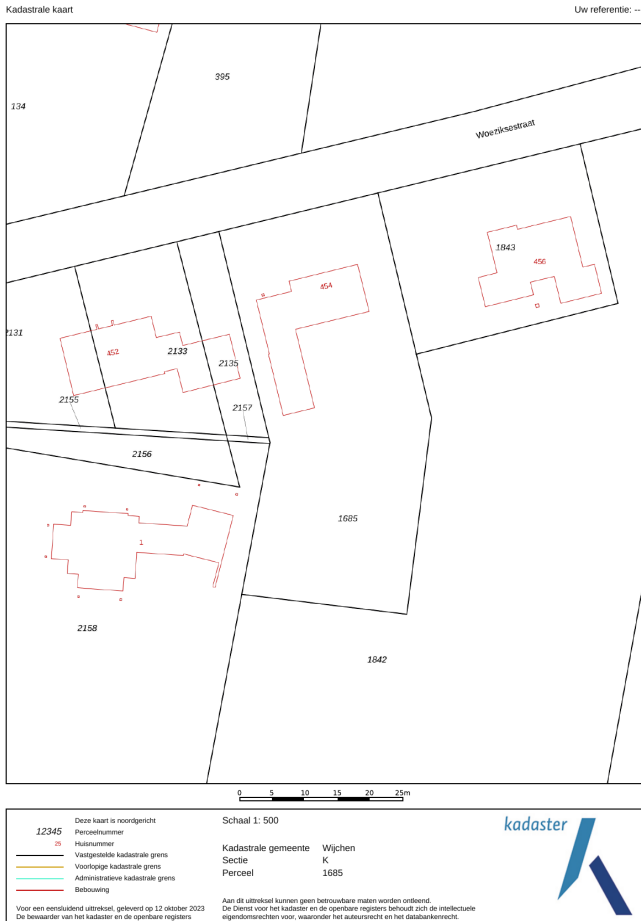 Kadastrale kaart
Uw referentie: --
395
134
Woeziksestraat
1843
456
454
2131
452
2133
2135
2155
2157
2156
1685
1
2158
1842
0 5 10 15 20 25m
Deze kaart is noordgericht
12345 Perceelnummer
25 Huisnummer
Vastgestelde kadastrale grens
Voorlopige kadastrale grens
Administratieve kadastrale grens
Bebouwing
Voor een eensluidend uittreksel, geleverd op 12 oktober 2023
De bewaarder van het kadaster en de openbare registers
Schaal 1: 500
Kadastrale gemeente Wijchen
Sectie K
Perceel 1685
Aan dit uittreksel kunnen geen betrouwbare maten worden ontleend.
De Dienst voor het kadaster en de openbare registers behoudt zich de intellectuele
eigendomsrechten voor, waaronder het auteursrecht en het databankenrecht.
kadaster